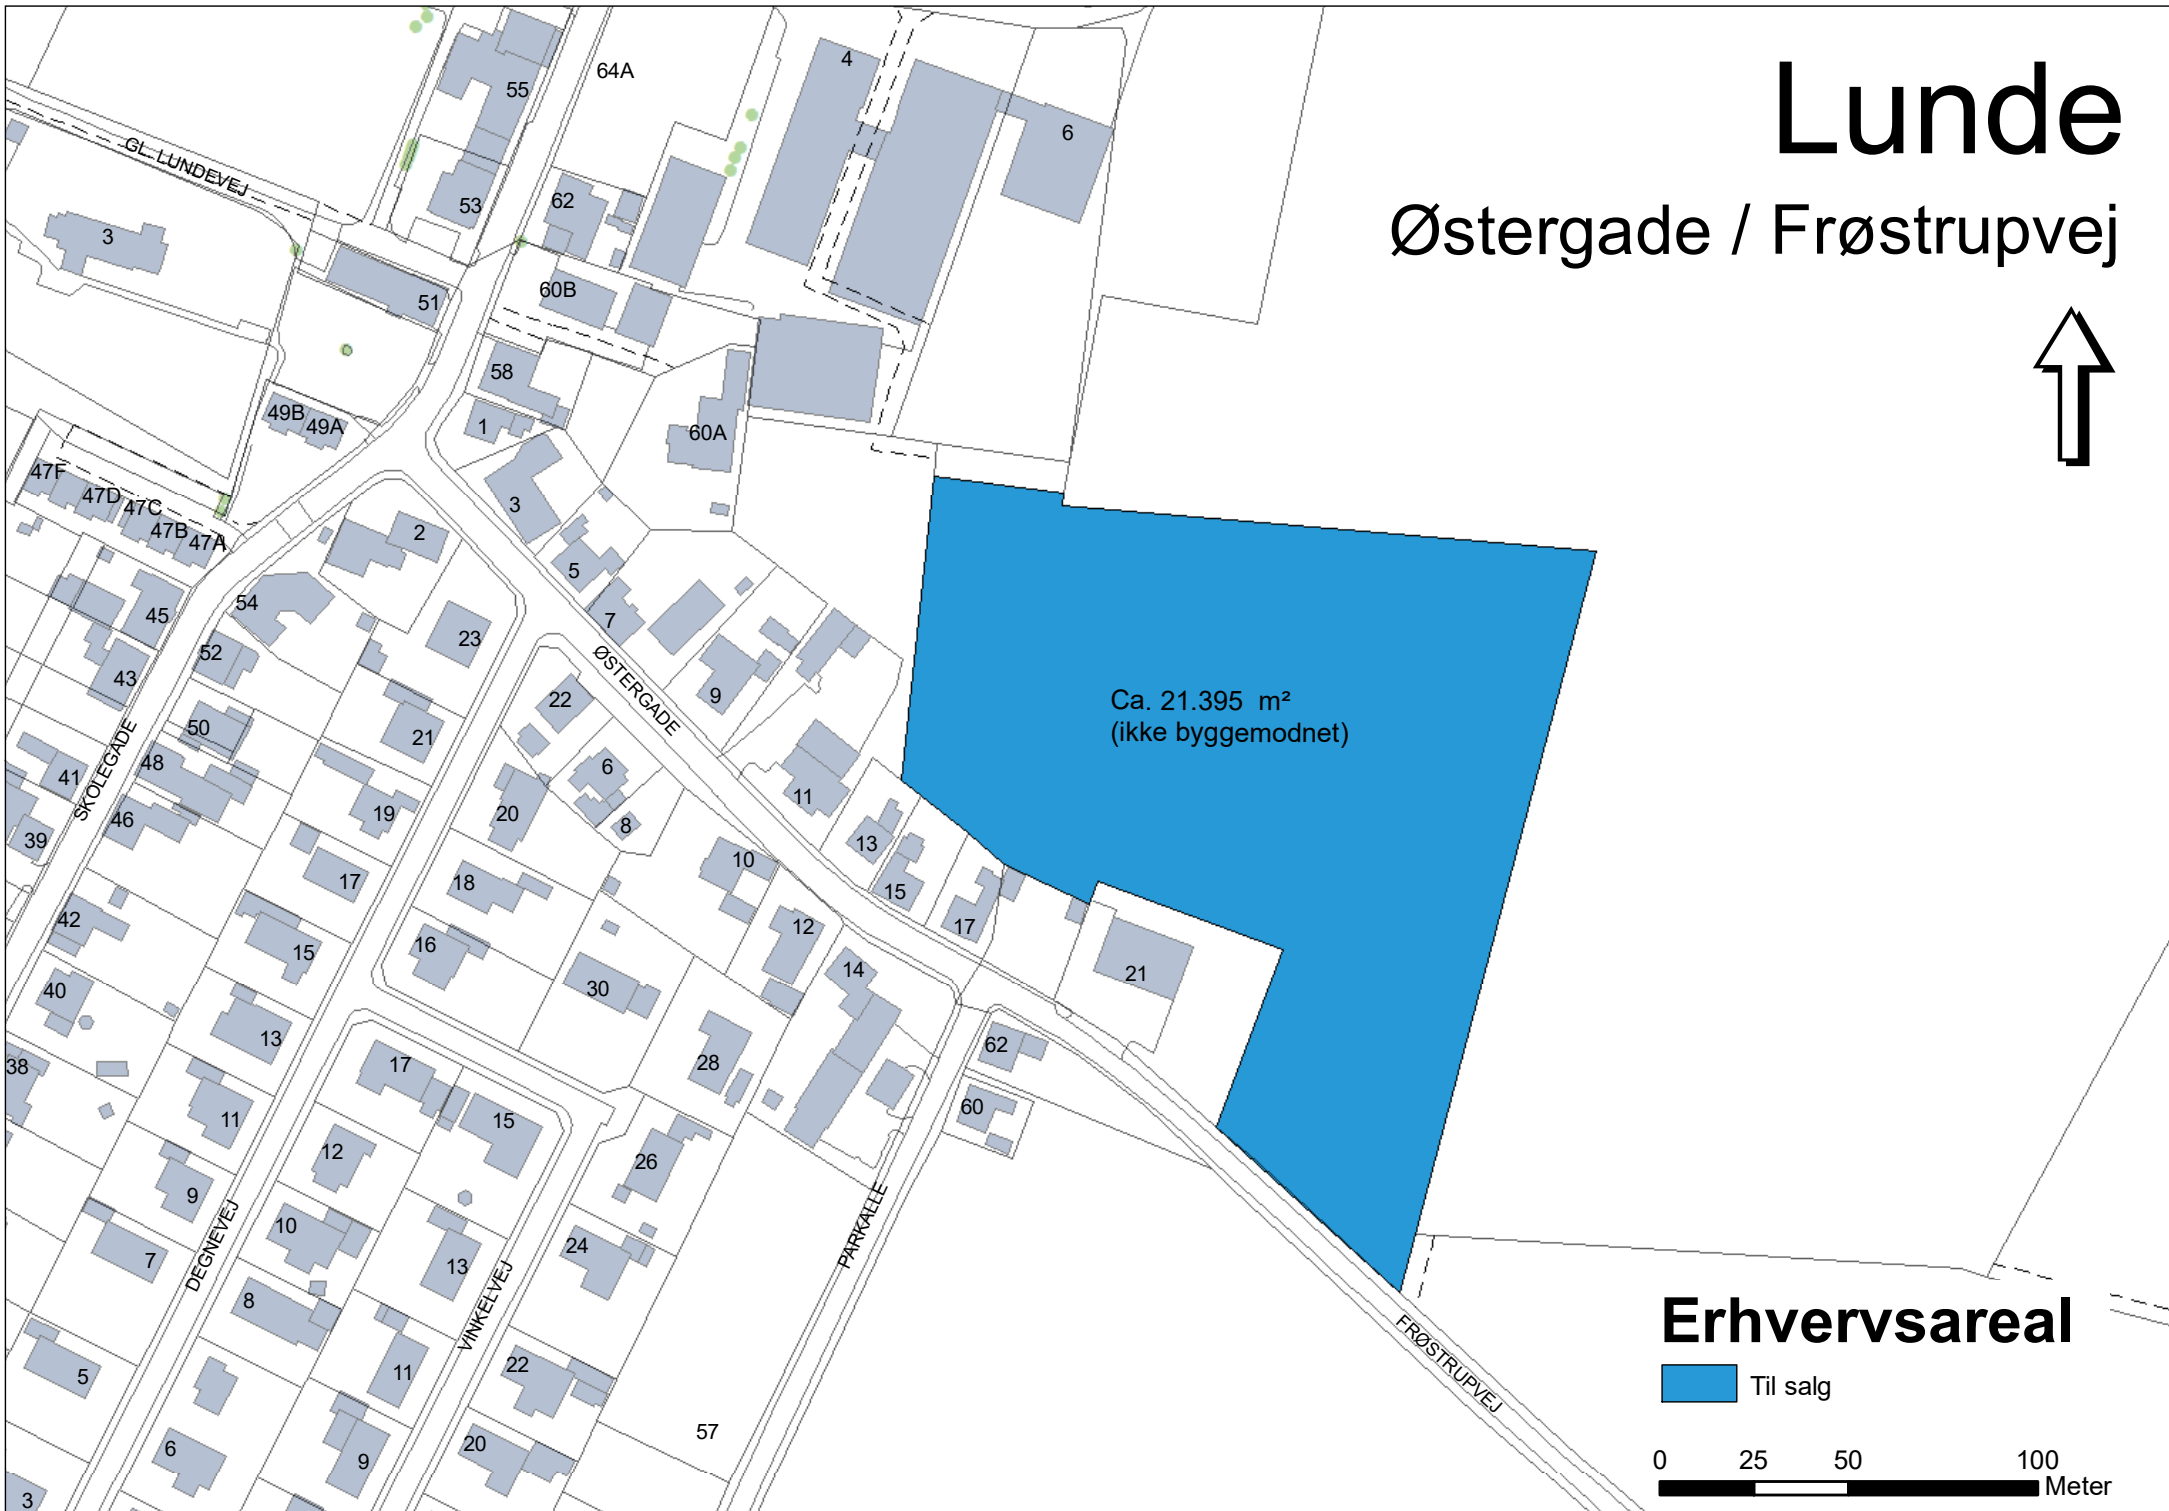 Lunde
Østergade / Frøstrupvej
4
64A
55
6
GL. LUNDEVEJ
53
62
3
60B
51
58
1
49B
49A
60A
47F
47D
47C
47B
47A
3
2
5
54
45
7
23
52
43
ØSTERGADE
9
22
50
21
Ca. 21.395 m²
(ikke byggemodnet)
SKOLEGADE
48
41
6
11
20
19
46
8
39
13
10
17
18
15
42
12
17
16
15
14
21
40
30
13
62
38
17
28
11
15
60
12
26
9
PARKALLE
10
24
7
DEGNEVEJ
13
8
VINKELVEJ
11
22
5
FRØSTRUPVEJ
57
20
6
9
3
Erhvervsareal
Til salg
0 25 50 100
Meter